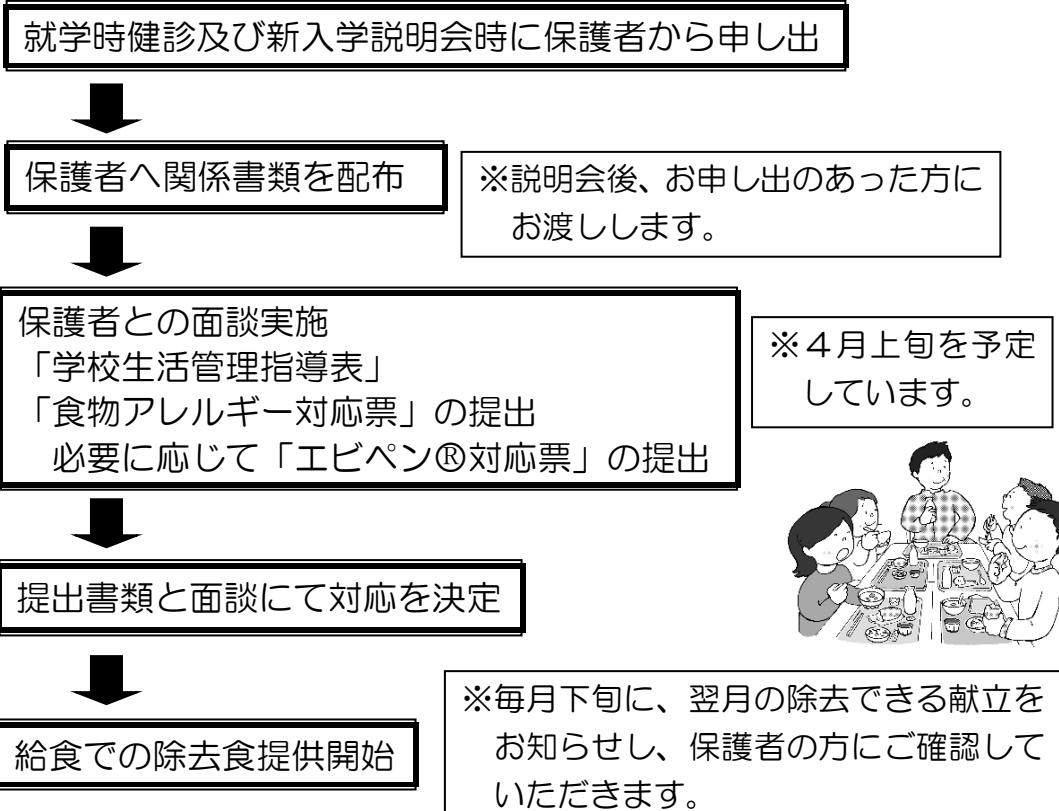 就学時健診及び新入学説明会時に保護者から申し出
保護者へ関係書類を配布
※説明会後、お申し出のあった方に
お渡しします。
保護者との面談実施
「学校生活管理指導表」
「食物アレルギー対応票」の提出
必要に応じて「エピペン®対応票」の提出
※４月上旬を予定
しています。
提出書類と面談にて対応を決定
給食での除去食提供開始
※毎月下旬に、翌月の除去できる献立を
お知らせし、保護者の方にご確認して
いただきます。